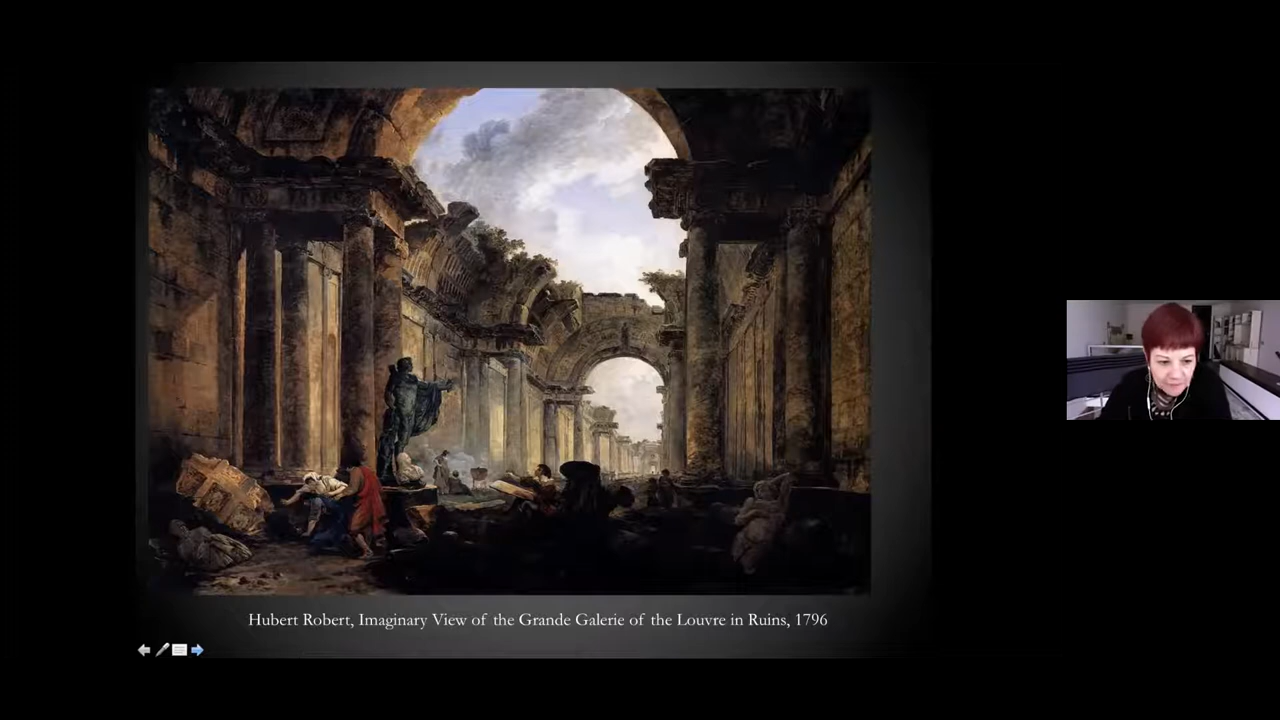 Hubert Robert, Imaginary View of the Grande Galerie of the Louvre in Ruins, 1796